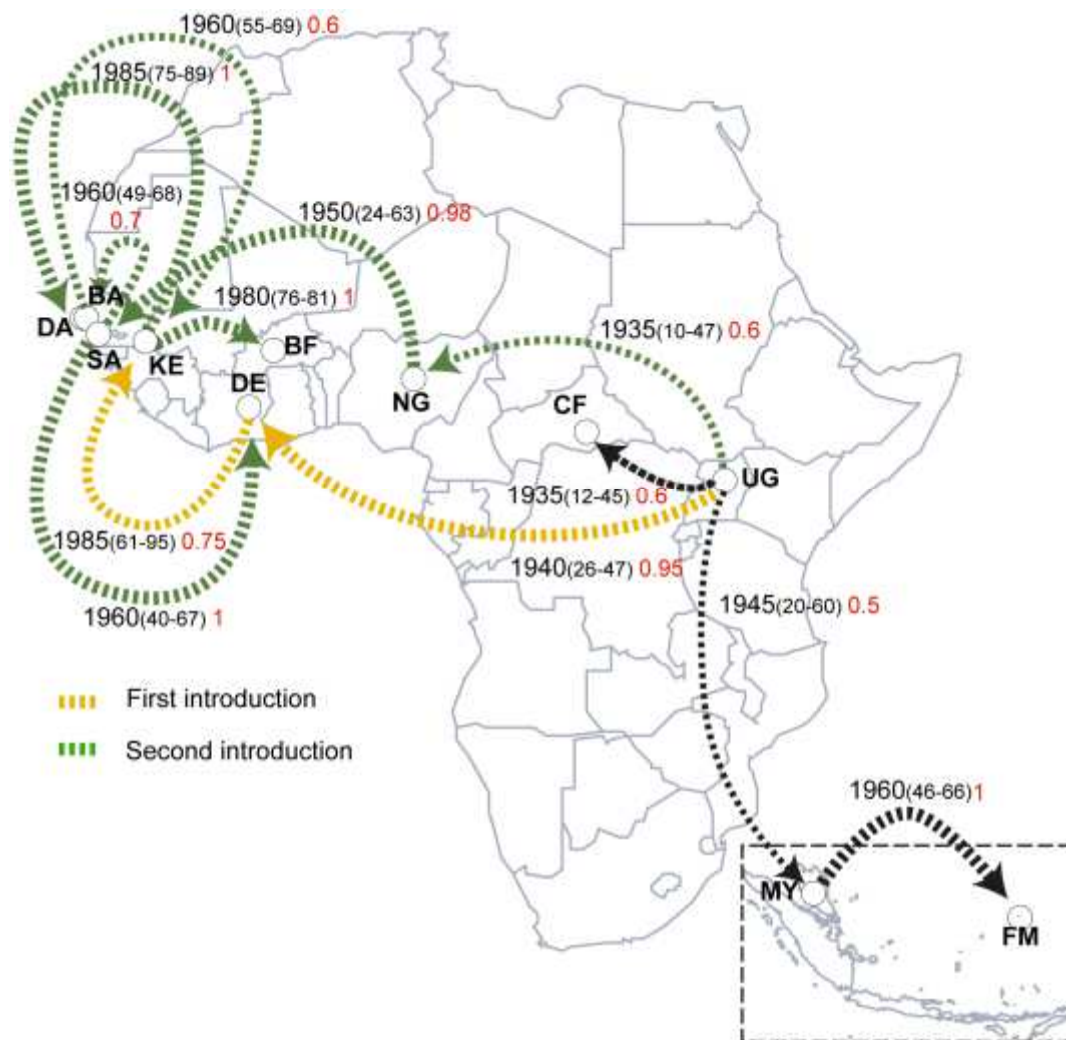 1960(55-69) 0.6
1985(75-89) 1
1960(49-68)
0.7
1950(24-63) 0.98
BA
1980(76-81) 1
DA
1935(10-47) 0.6
SA
KE
BF
DE
NG
CF
UG
1935(12-45) 0.6
1985(61-95) 0.75
1940(26-47) 0.95
1945(20-60) 0.5
1960(40-67) 1
First introduction
Second introduction
1960(46-66)1
MY
FM